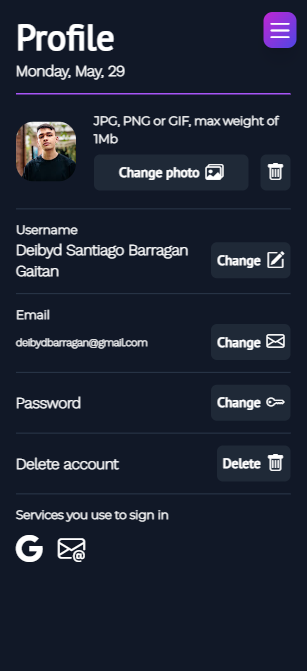 Profile
Monday, May, 29
JPG, PNG or GIF, max weight of
1Mb
Change photo
Username
Deibyd Santiago Barragan
Gaitan
Change
Email
deibydbarragan@gmail.com
Change
Password
Change
Delete account
Delete
Services you use to sign in